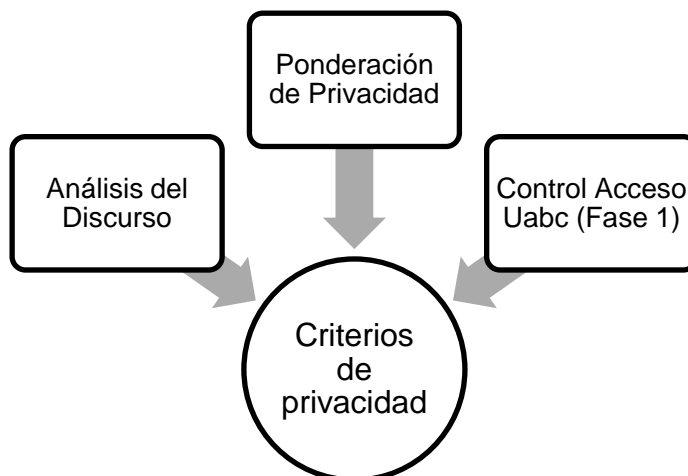 Ponderación
de Privacidad
Análisis del
Discurso
Control Acceso
Uabc (Fase 1)
Criterios
de
privacidad